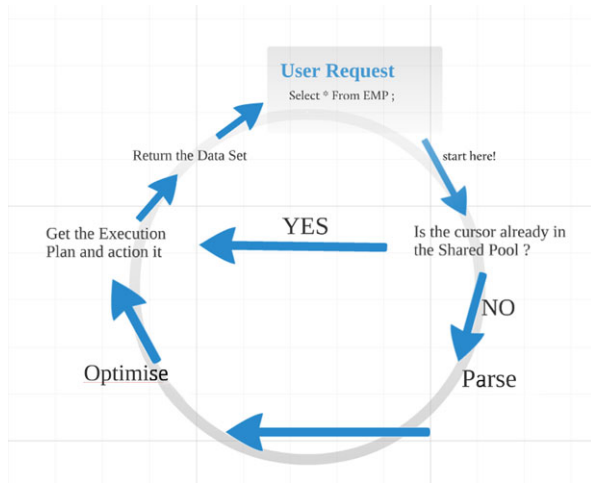 User Request
Select * From EMP ;
start here!
Return the Data Set
Is the cursor already in
the Shared Pool ?
YES
Get the Execution
Plan and action it
NO
Parse
Optimise